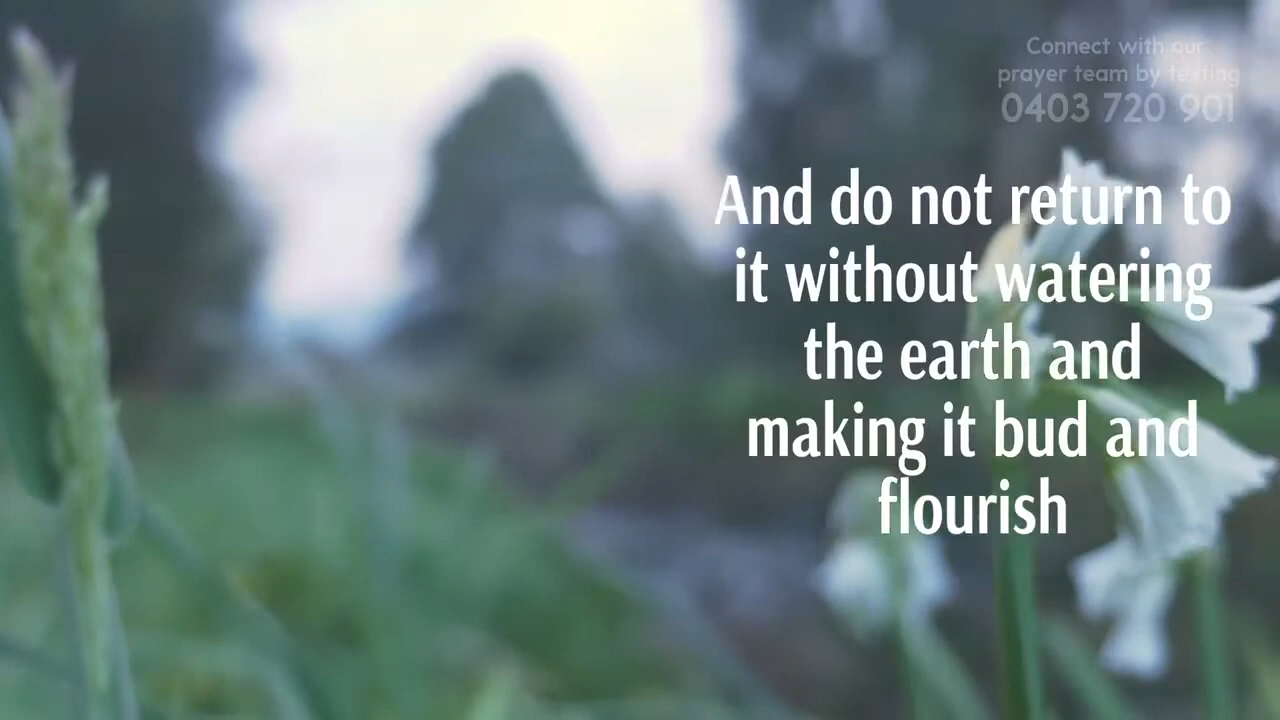 Connect with our
prayer team by texting
0403 720 901
And do not return to
it without watering
the earth and
making it bud and
flourish